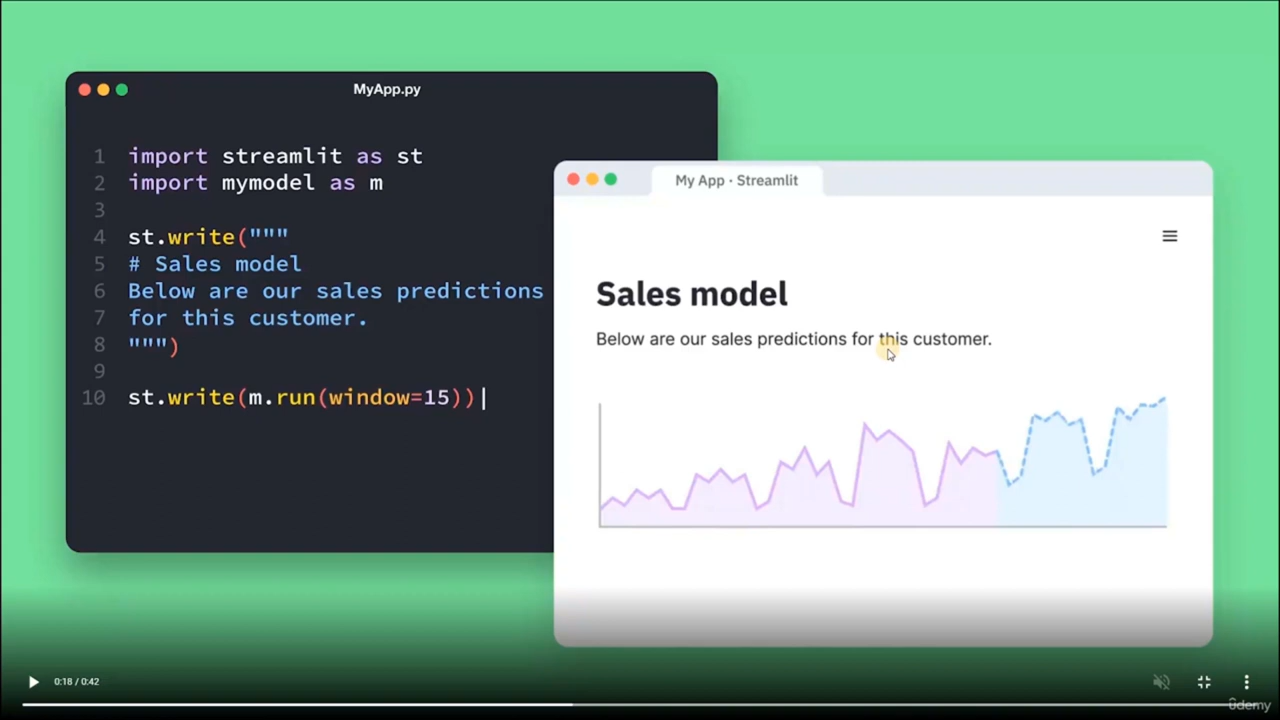 MyApp.py
1 import streamlit as st
2 import mymodel as m
3
4 st.write("""
5 # Sales model
6 Below are our sales predictions
7 for this customer.
8 """)
9
10 st.write(m.run(window=15))|
My App · Streamlit
Sales model
Below are our sales predictions for this customer.
0:18 / 0:42
ûdemy